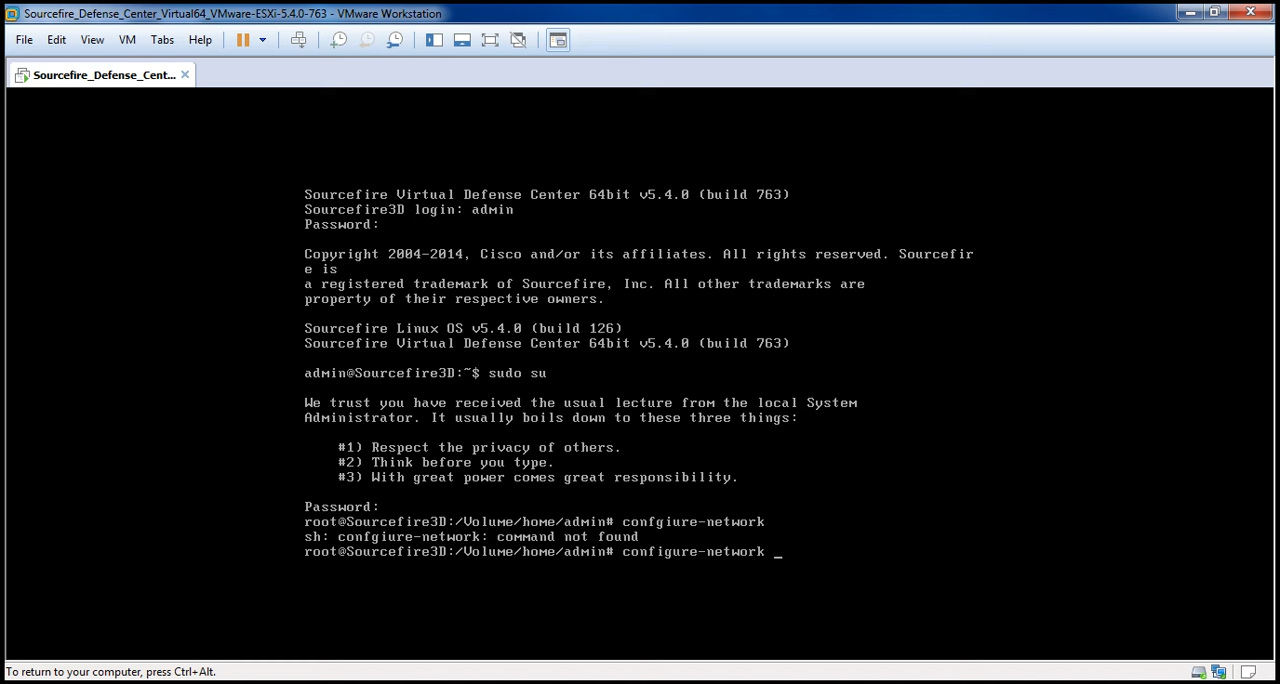 Sourcefire_Defense_Center_Virtual64_VMware-ESXi-5.4.0-763 - VMware Workstation
File Edit View VM Tabs Help
Sourcefire_Defense_Cent...
Sourcefire Virtual Defense Center 64bit v5.4.0 (build 763)
Sourcefire3D login: admin
Password:
Copyright 2004-2014, Cisco and/or its affiliates. All rights reserved. Sourcefir
e is
a registered trademark of Sourcefire, Inc. All other trademarks are
property of their respective owners.
Sourcefire Linux OS v5.4.0 (build 126)
Sourcefire Virtual Defense Center 64bit v5.4.0 (build 763)
admin@Sourcefire3D:~$ sudo su
We trust you have received the usual lecture from the local System
Administrator. It usually boils down to these three things:
#1) Respect the privacy of others.
#2) Think before you type.
#3) With great power comes great responsibility.
Password:
root@Sourcefire3D:/Volume/home/admin# confgiure-network
sh: confgiure-network: command not found
root@Sourcefire3D:/Volume/home/admin# configure-network _
To return to your computer, press Ctrl+Alt.